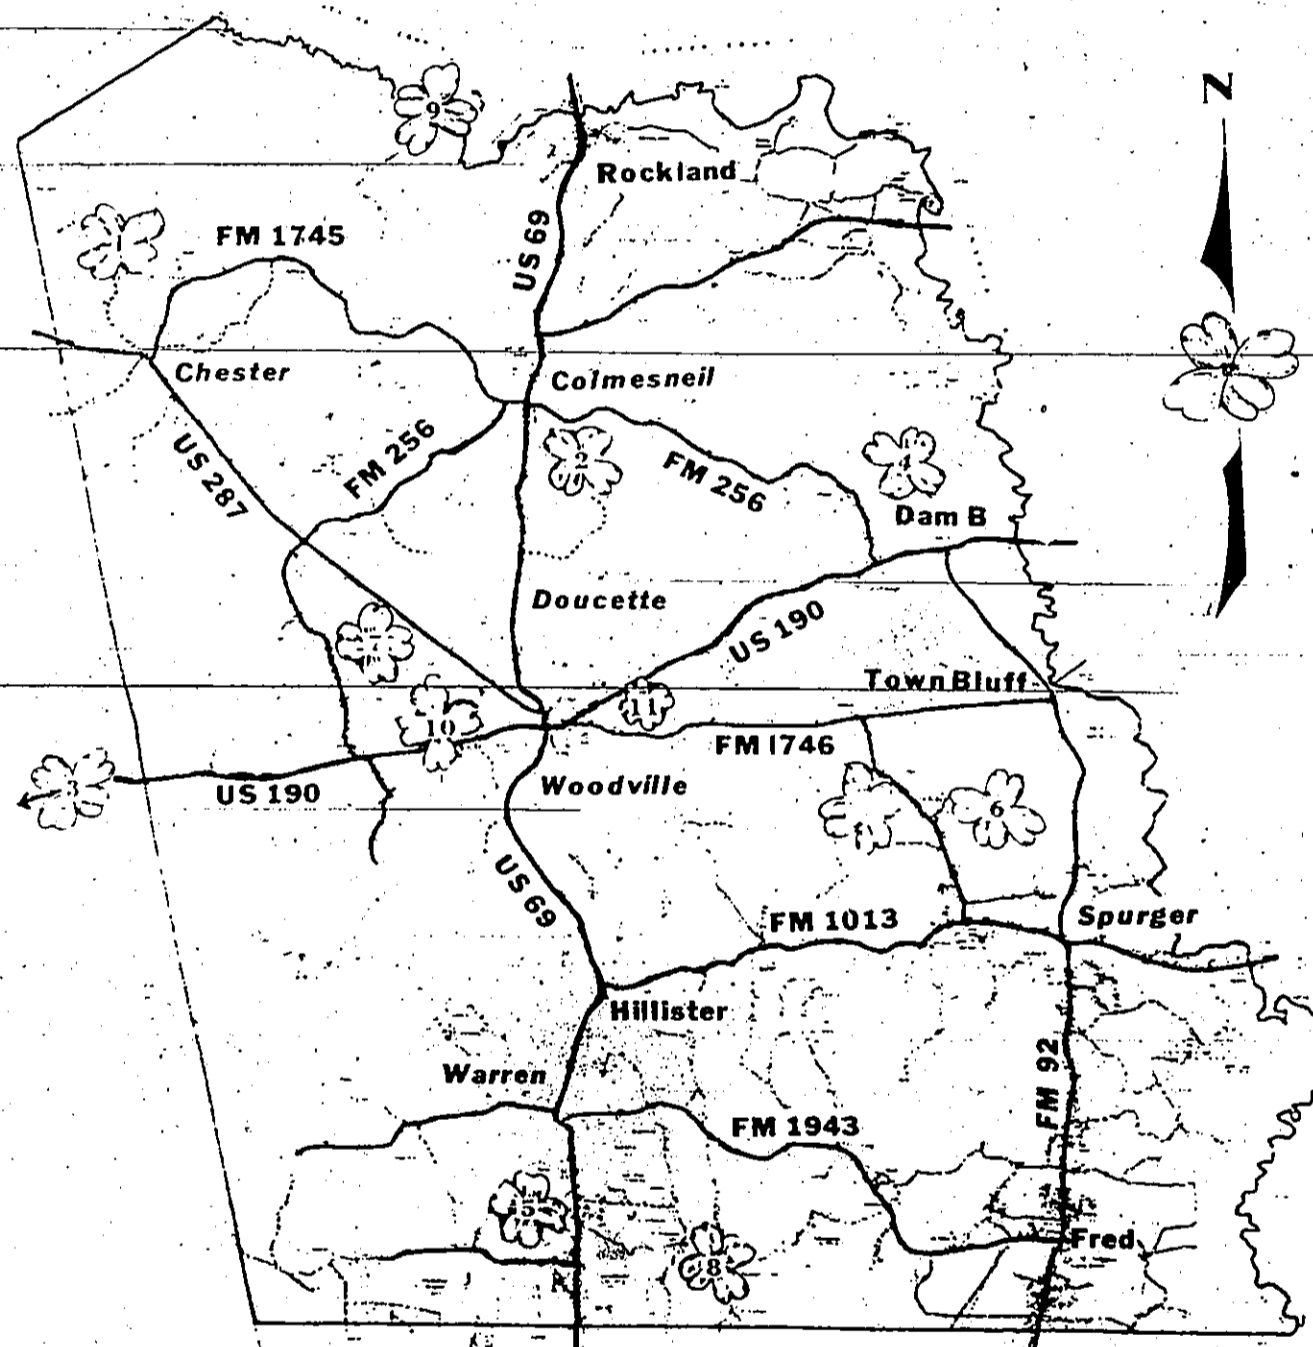 9
N
Rockland
1
FM 1745
US 69
Chester
Colmesneil
2
4
US 287
FM 256
FM 256
Dam B
Doucette
US 190
TownBluff
10
11
FM 1746
3
US 190
Woodville
6
US 69
FM 1013
Spurger
Hillister
Warren
FM 92
FM 1943
5
Fred
8